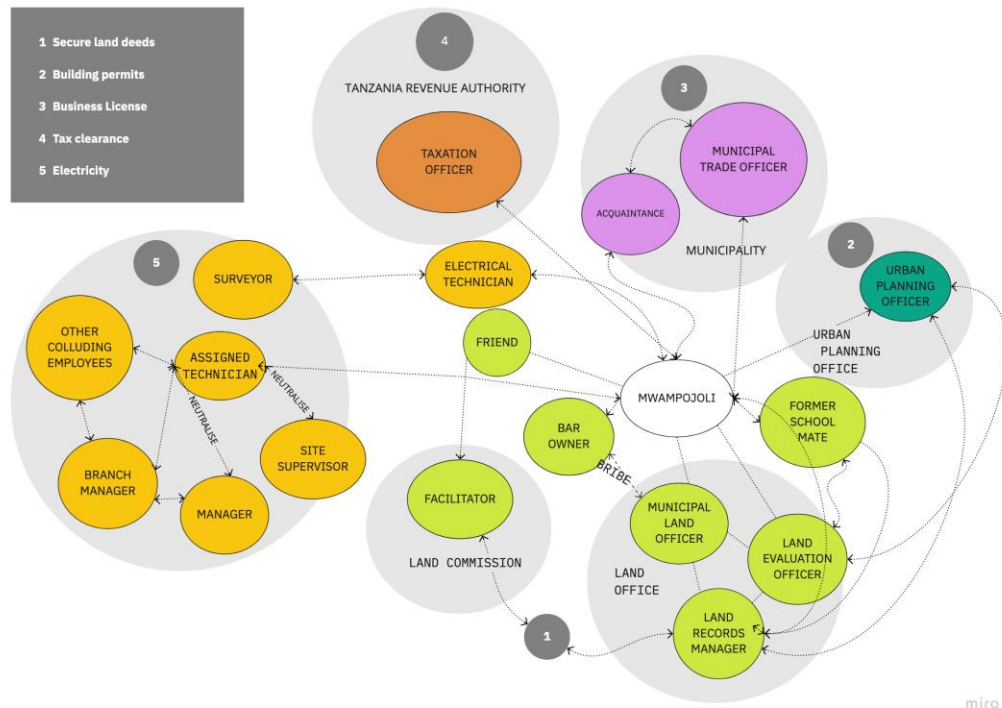 1 Secure land deeds
2 Building permits
3 Business License
4 Tax clearance
5 Electricity
4
TANZANIA REVENUE AUTHORITY
TAXATION
OFFICER
3
MUNICIPAL
TRADE OFFICER
ACQUAINTANCE
MUNICIPALITY
2
URBAN
PLANNING
OFFICER
URBAN
PLANNING
OFFICE
5
SURVEYOR
ELECTRICAL
TECHNICIAN
OTHER
COLLUDING
EMPLOYEES
ASSIGNED
TECHNICIAN
NEUTRALISE
NEUTRALISE
SITE
SUPERVISOR
BRANCH
MANAGER
MANAGER
FRIEND
MWAMPOJOLI
FORMER
SCHOOL
MATE
BAR
OWNER
BRIBE
FACILITATOR
LAND COMMISSION
MUNICIPAL
LAND
OFFICER
LAND
EVALUATION
OFFICER
LAND
OFFICE
LAND
RECORDS
MANAGER
1
miro